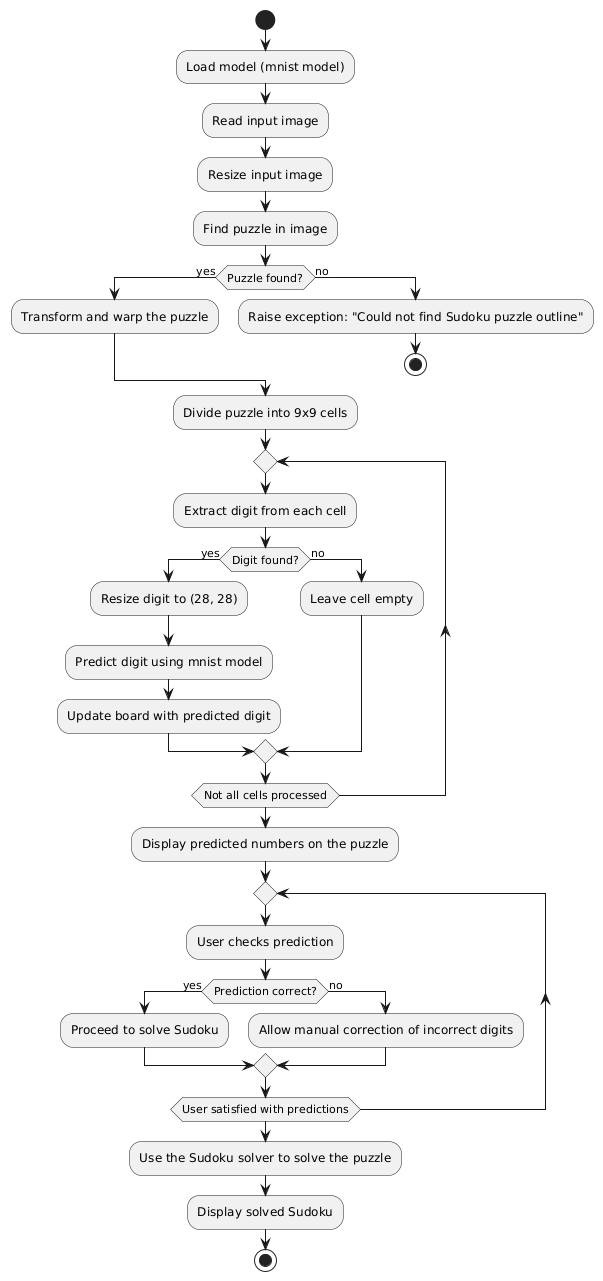 Load model (mnist model)
Read input image
Resize input image
Find puzzle in image
yes
Puzzle found?
no
Transform and warp the puzzle
Raise exception: "Could not find Sudoku puzzle outline"
Divide puzzle into 9x9 cells
Extract digit from each cell
yes
Digit found?
no
Resize digit to (28, 28)
Leave cell empty
Predict digit using mnist model
Update board with predicted digit
Not all cells processed
Display predicted numbers on the puzzle
User checks prediction
yes
Prediction correct?
no
Proceed to solve Sudoku
Allow manual correction of incorrect digits
User satisfied with predictions
Use the Sudoku solver to solve the puzzle
Display solved Sudoku